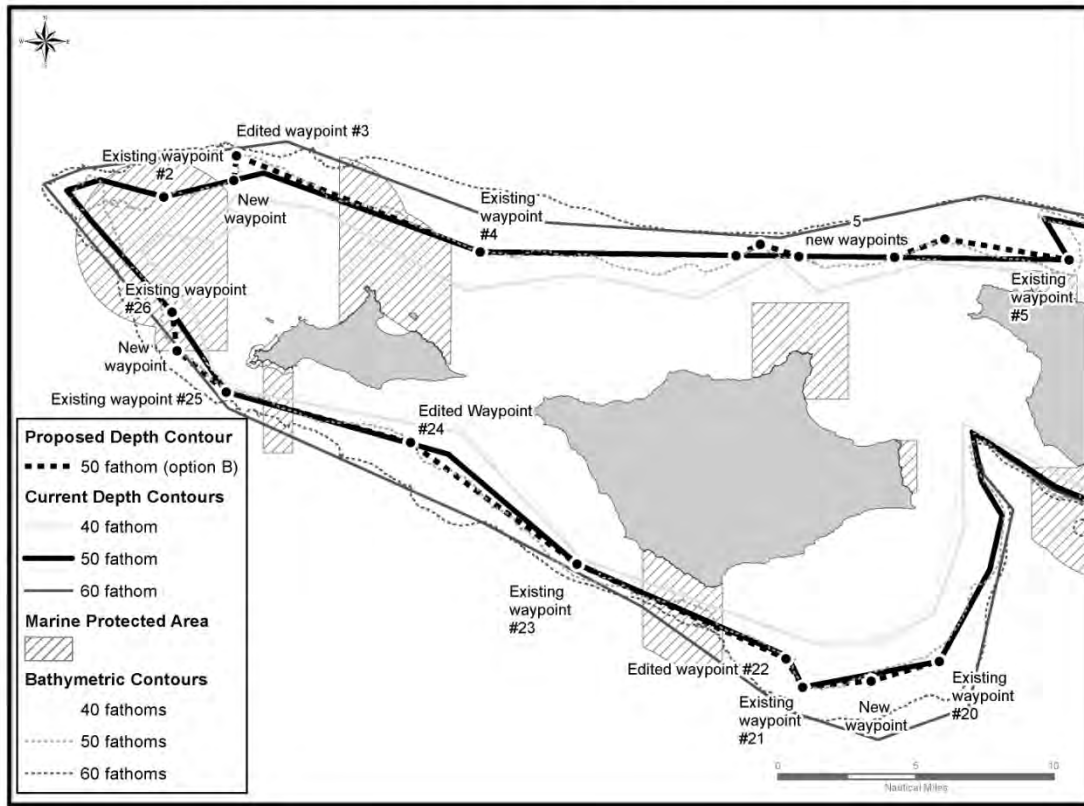 Edited waypoint #3
Existing waypoint
#2
New
waypoint
Existing
waypoint
#4
5
new waypoints
Existing
waypoint
#5
Existing waypoint
#26
New
waypoint
Existing waypoint #25
Edited Waypoint
#24
Existing
waypoint
#23
Edited waypoint #22
Existing
waypoint
#21
New
waypoint
Existing
waypoint
#20
Proposed Depth Contour
50 fathom (option B)
Current Depth Contours
40 fathom
50 fathom
60 fathom
Marine Protected Area
Bathymetric Contours
40 fathoms
50 fathoms
60 fathoms
0 5 10
Nautical Miles